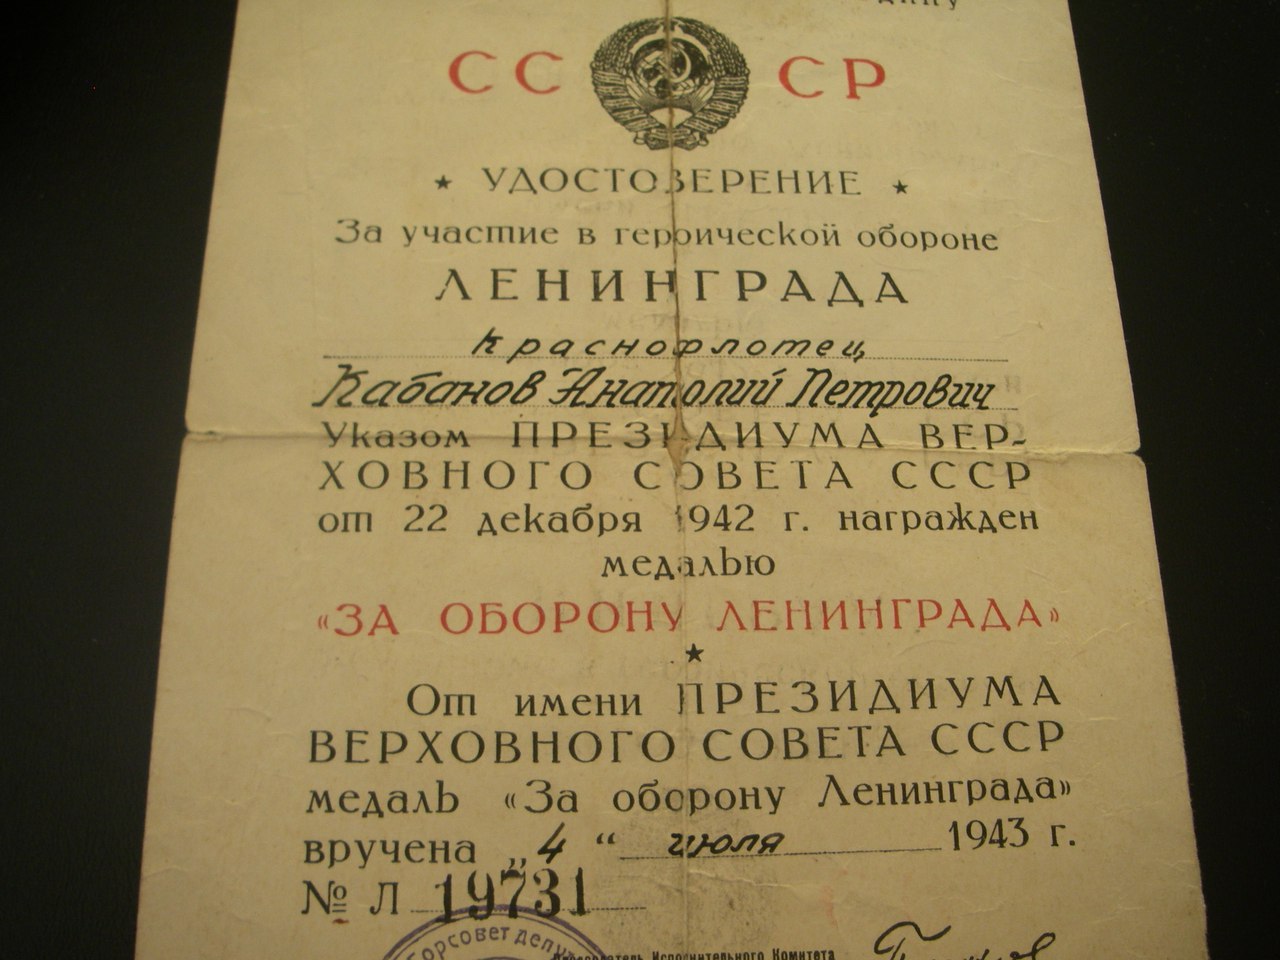 СССР
УДОСТОВЕРЕНИЕ
За участие в героической обороне
ЛЕНИНГРАДА
Краснофлотец
Кабанов Анатолий Петрович
Указом ПРЕЗИДИУМА ВЕР-
ХОВНОГО СОВЕТА СССР
от 22 декабря 1942 г. награжден
медалью
«ЗА ОБОРОНУ ЛЕНИНГРАДА»
От имени ПРЕЗИДИУМА
ВЕРХОВНОГО СОВЕТА СССР
медаль «За оборону Ленинграда»
вручена „4“ июля 1943 г.
№ Л 19731
Исполнительного Комитета